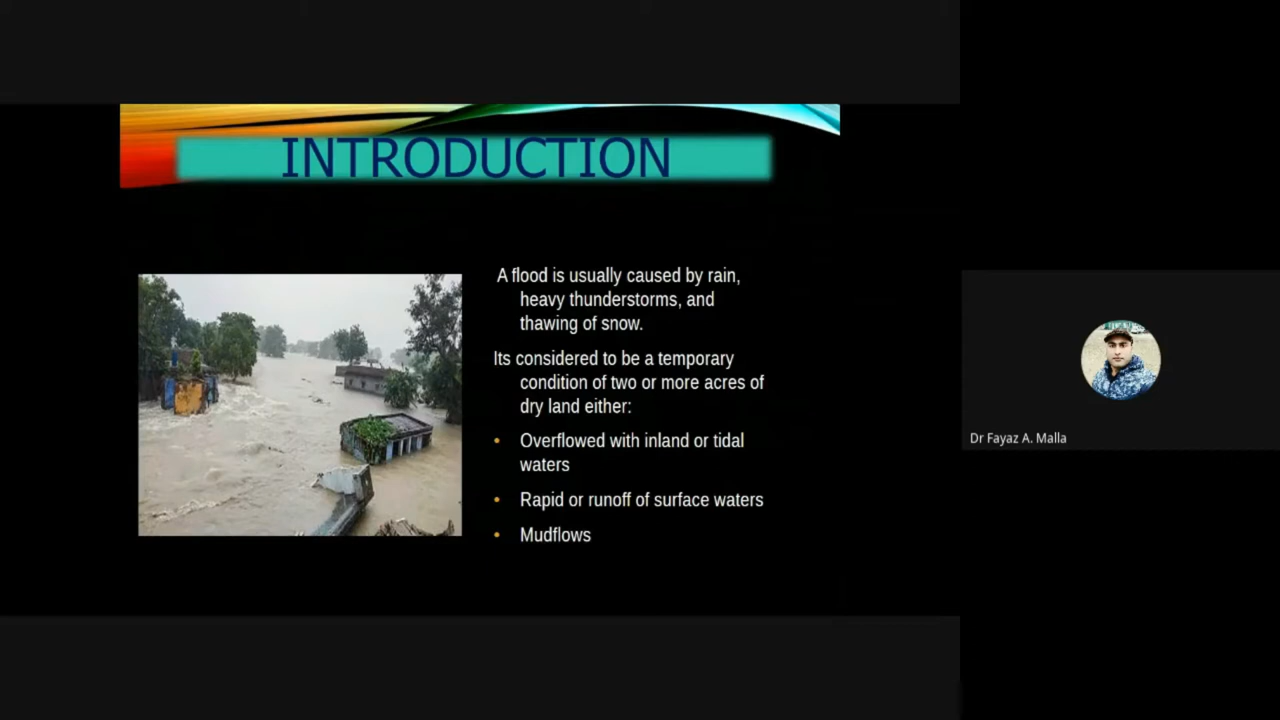 INTRODUCTION
A flood is usually caused by rain,
heavy thunderstorms, and
thawing of snow.
Its considered to be a temporary
condition of two or more acres of
dry land either:
• Overflowed with inland or tidal
waters
• Rapid or runoff of surface waters
• Mudflows
Dr Fayaz A. Malla